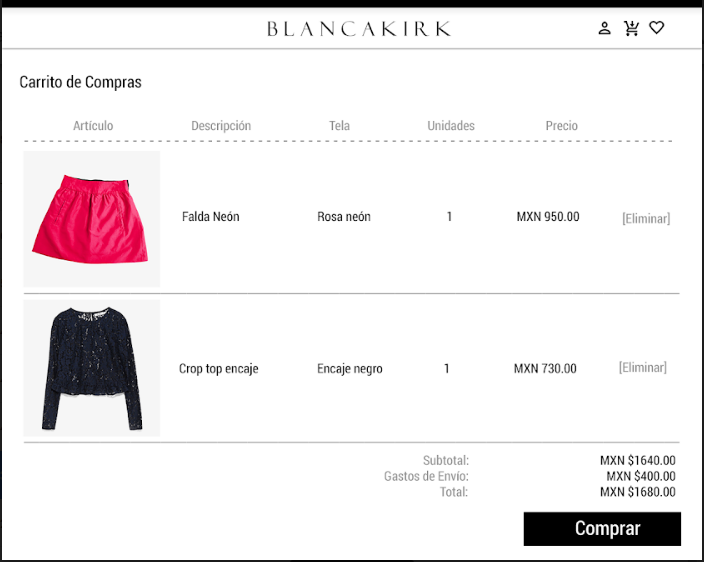 BLANCAKIRK
Carrito de Compras
Artículo Descripción Tela Unidades Precio
Falda Neón Rosa neón 1 MXN 950.00 [Eliminar]
Crop top encaje Encaje negro 1 MXN 730.00 [Eliminar]
Subtotal: MXN $1640.00
Gastos de Envío: MXN $400.00
Total: MXN $1680.00
Comprar